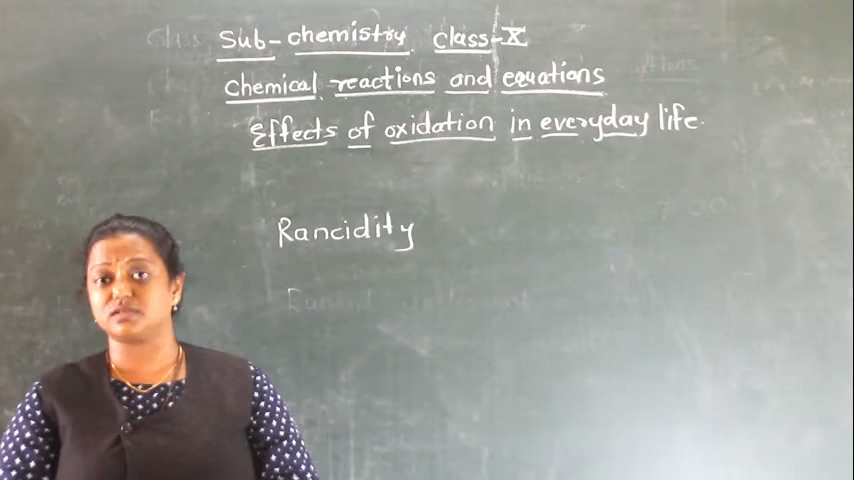 Sub-chemistry class-X
chemical reactions and equations
Effects of oxidation in everyday life.
Rancidity